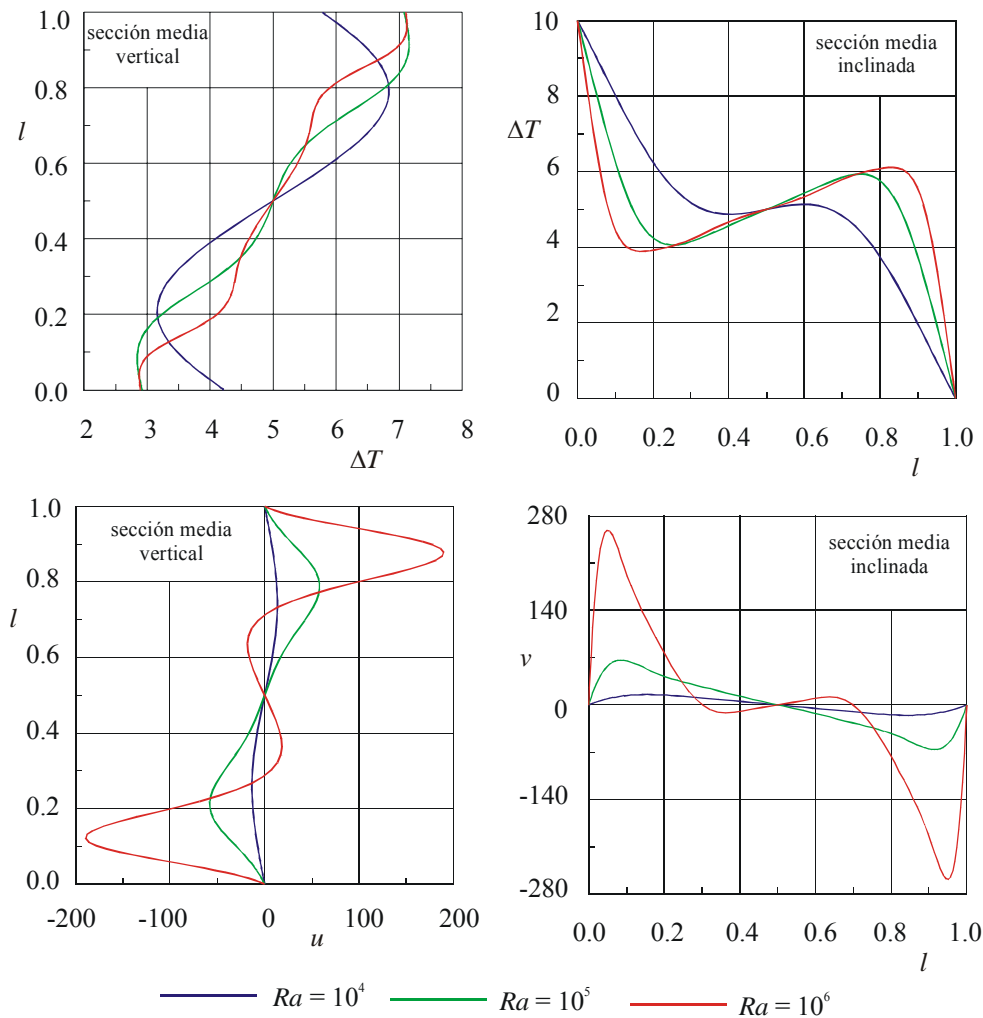 1.0
0.8
0.6
0.4
0.2
0.0
l
sección media
vertical
2 3 4 5 6 7 8
ΔT
10
8
6
4
2
0
ΔT
sección media
inclinada
0.0 0.2 0.4 0.6 0.8 1.0
l
1.0
0.8
0.6
0.4
0.2
0.0
l
sección media
vertical
-200 -100 0 100 200
u
280
140
0
-140
-280
v
sección media
inclinada
0.0 0.2 0.4 0.6 0.8 1.0
l
Ra = 10⁴ Ra = 10⁵ Ra = 10⁶